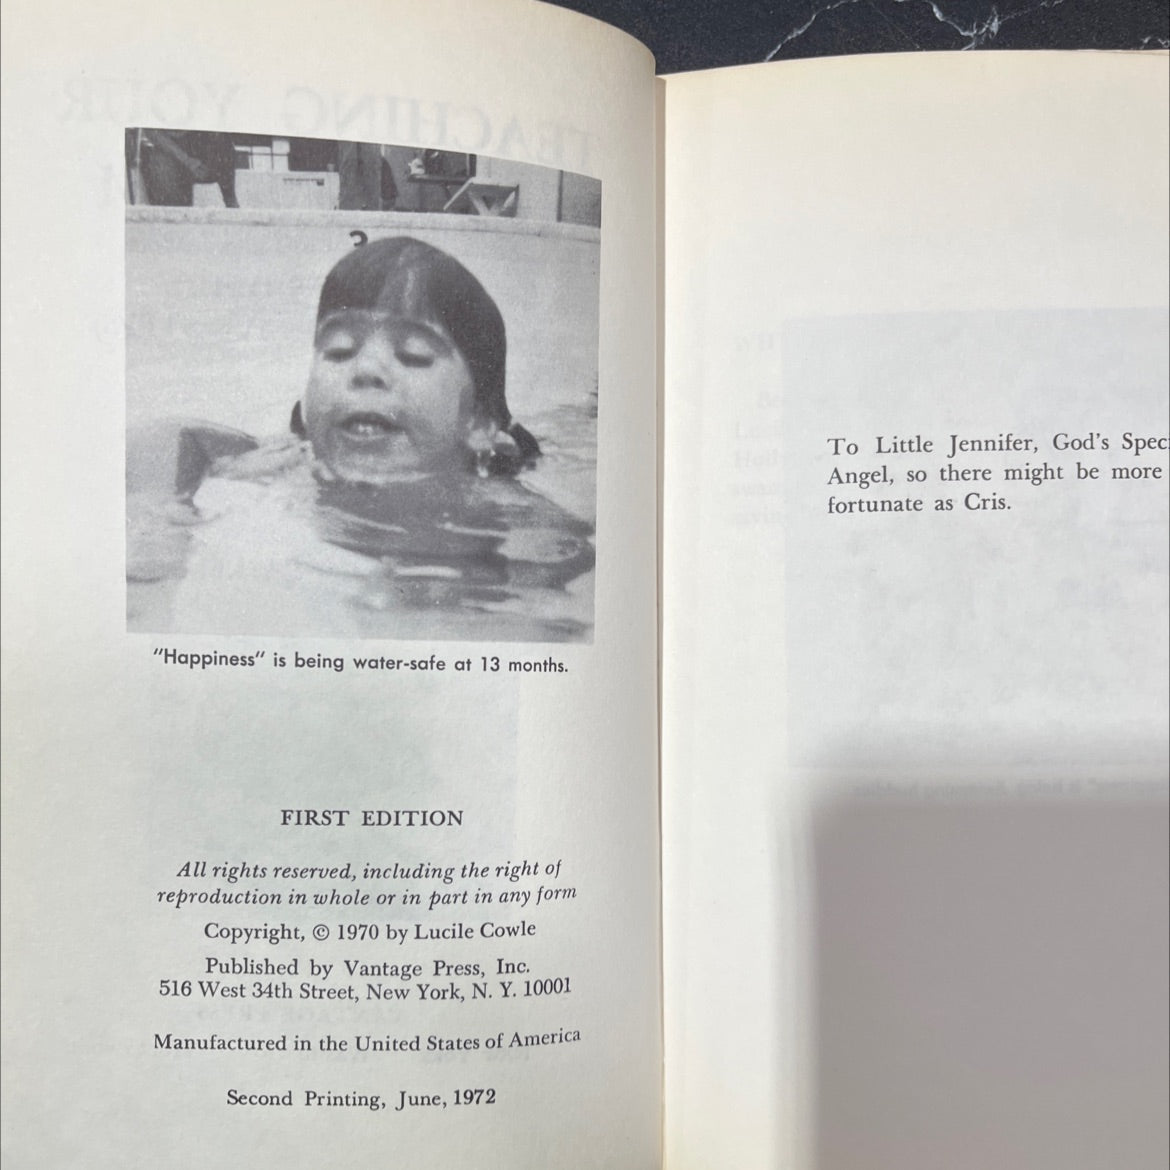 "Happiness" is being water-safe at 13 months.
FIRST EDITION
All rights reserved, including the right of
reproduction in whole or in part in any form
Copyright, © 1970 by Lucile Cowle
Published by Vantage Press, Inc.
516 West 34th Street, New York, N. Y. 10001
Manufactured in the United States of America
Second Printing, June, 1972
To Little Jennifer, God's Spec
Angel, so there might be more
fortunate as Cris.